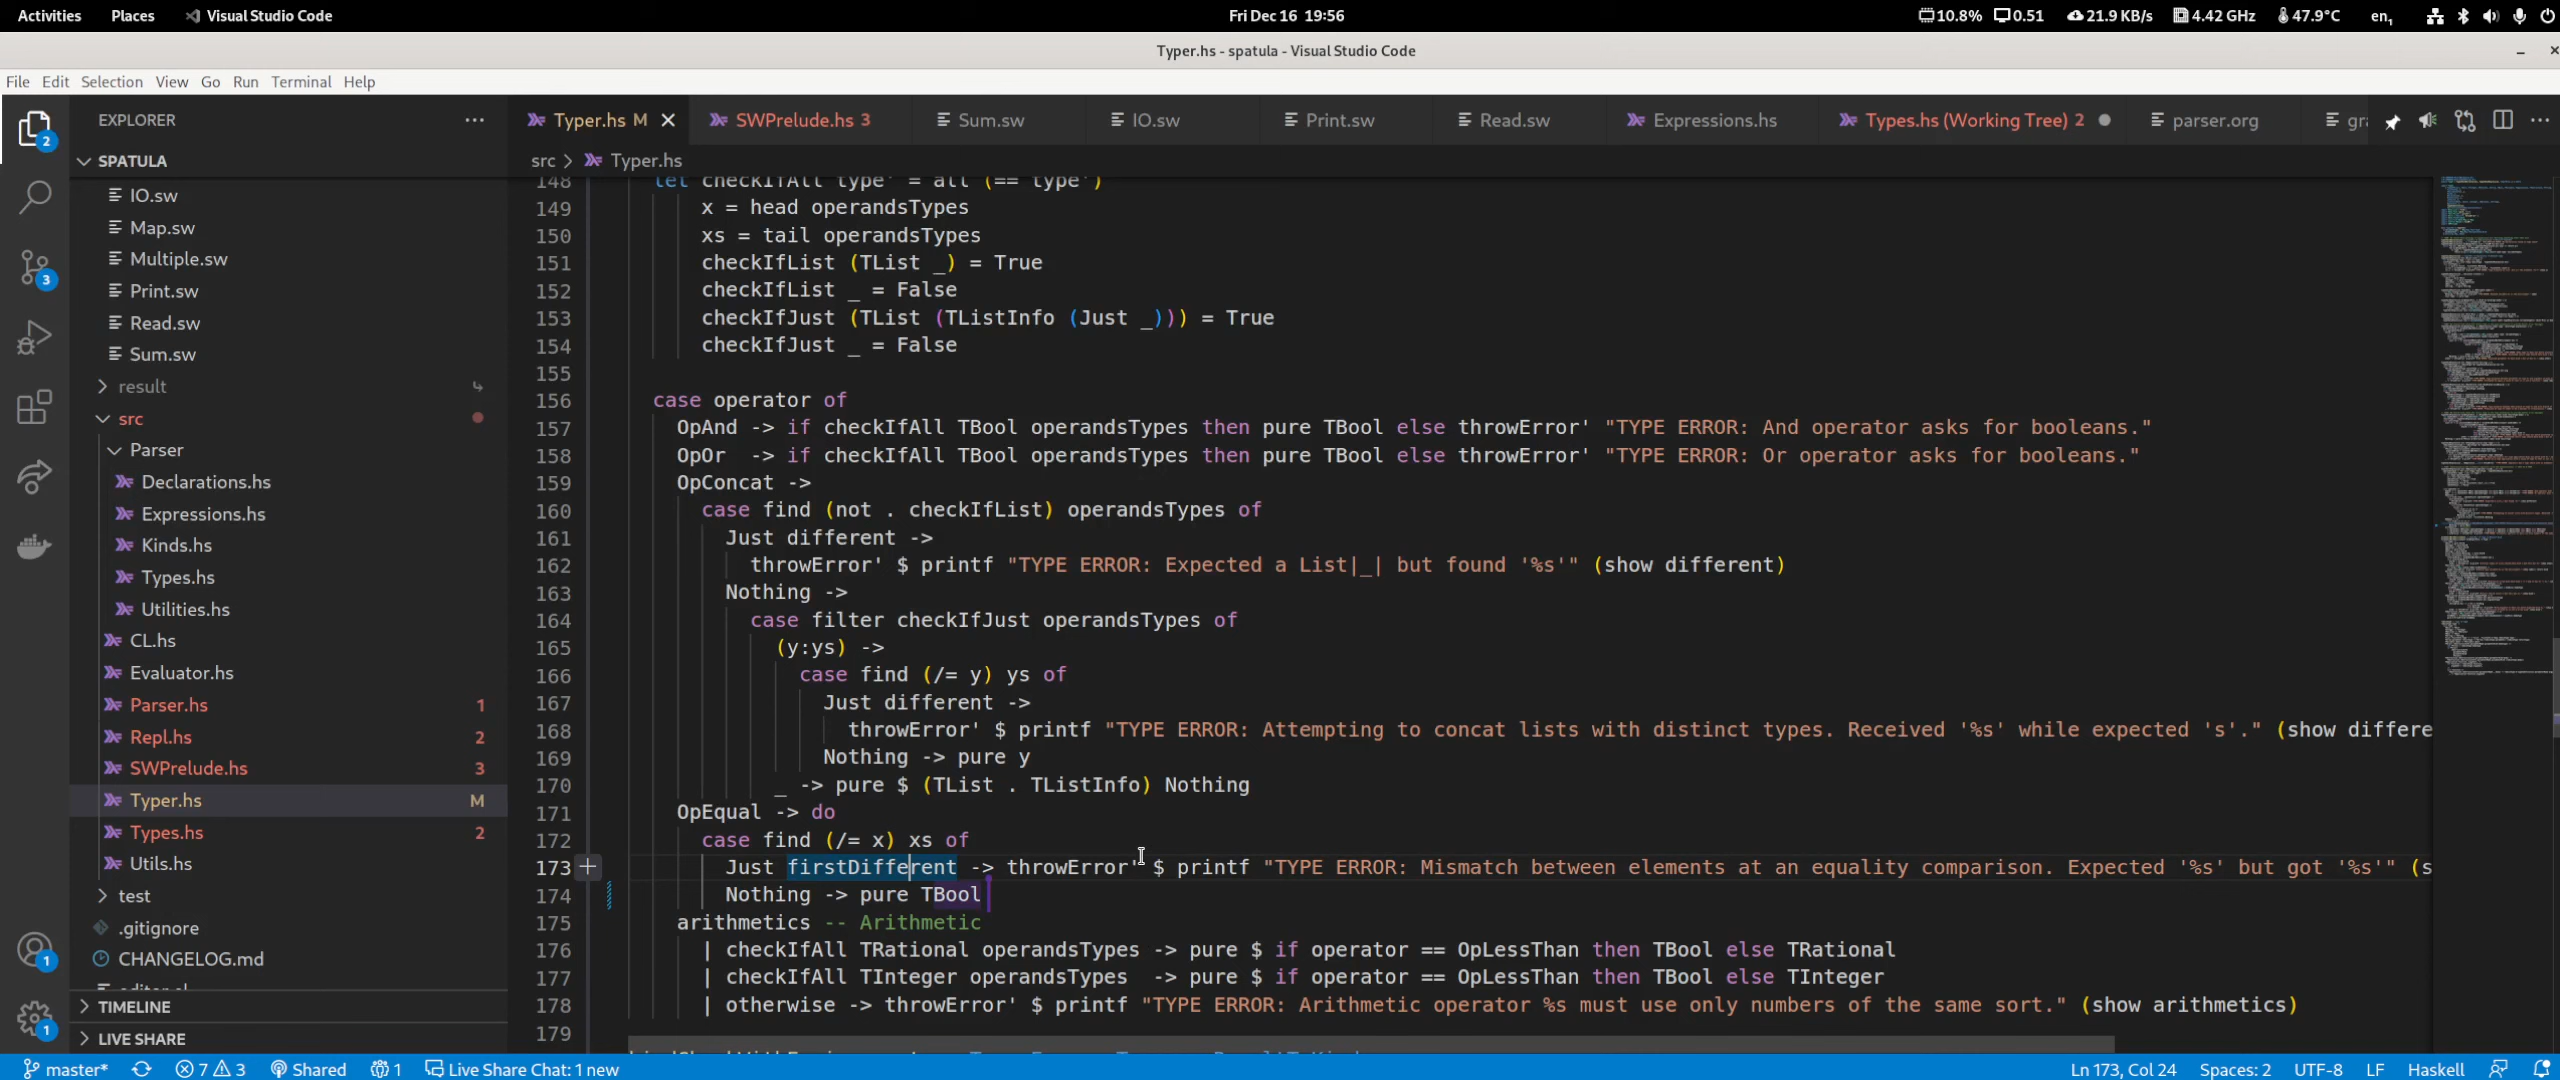 Activities Places Visual Studio Code Fri Dec 16 19:56 10.8% 0.51 21.9 KB/s 4.42 GHz 47.9°C en₁
Typer.hs - spatula - Visual Studio Code
File Edit Selection View Go Run Terminal Help
EXPLORER
2
SPATULA
IO.sw
Map.sw
Multiple.sw
3
Print.sw
Read.sw
Sum.sw
result
src
Parser
Declarations.hs
Expressions.hs
Kinds.hs
Types.hs
Utilities.hs
CL.hs
Evaluator.hs
Parser.hs 1
Repl.hs 2
SWPrelude.hs 3
Typer.hs M
Types.hs 2
Utils.hs
test
.gitignore
1
CHANGELOG.md
TIMELINE
1
LIVE SHARE
Typer.hs M SWPrelude.hs 3 Sum.sw IO.sw Print.sw Read.sw Expressions.hs Types.hs (Working Tree) 2 parser.org gra
src > Typer.hs
148 let checkIfAll type' = all (== type')
149 x = head operandsTypes
150 xs = tail operandsTypes
151 checkIfList (TList _) = True
152 checkIfList _ = False
153 checkIfJust (TList (TListInfo (Just _))) = True
154 checkIfJust _ = False
155
156 case operator of
157 OpAnd -> if checkIfAll TBool operandsTypes then pure TBool else throwError' "TYPE ERROR: And operator asks for booleans."
158 OpOr  -> if checkIfAll TBool operandsTypes then pure TBool else throwError' "TYPE ERROR: Or operator asks for booleans."
159 OpConcat ->
160 case find (not . checkIfList) operandsTypes of
161 Just different ->
162 throwError' $ printf "TYPE ERROR: Expected a List|_| but found '%s'" (show different)
163 Nothing ->
164 case filter checkIfJust operandsTypes of
165 (y:ys) ->
166 case find (/= y) ys of
167 Just different ->
168 throwError' $ printf "TYPE ERROR: Attempting to concat lists with distinct types. Received '%s' while expected 's'." (show differe
169 Nothing -> pure y
170 _ -> pure $ (TList . TListInfo) Nothing
171 OpEqual -> do
172 case find (/= x) xs of
173 Just firstDifferent -> throwError' $ printf "TYPE ERROR: Mismatch between elements at an equality comparison. Expected '%s' but got '%s'" (s
174 Nothing -> pure TBool
175 arithmetics -- Arithmetic
176 | checkIfAll TRational operandsTypes -> pure $ if operator == OpLessThan then TBool else TRational
177 | checkIfAll TInteger operandsTypes  -> pure $ if operator == OpLessThan then TBool else TInteger
178 | otherwise -> throwError' $ printf "TYPE ERROR: Arithmetic operator %s must use only numbers of the same sort." (show arithmetics)
179
master* 7 3 Shared 1 Live Share Chat: 1 new Ln 173, Col 24 Spaces: 2 UTF-8 LF Haskell